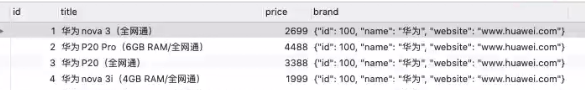 id title price brand
1 华为 nova 3（全网通） 2699 {"id": 100, "name": "华为", "website": "www.huawei.com"}
2 华为 P20 Pro（6GB RAM/全网通） 4488 {"id": 100, "name": "华为", "website": "www.huawei.com"}
3 华为 P20（全网通） 3388 {"id": 100, "name": "华为", "website": "www.huawei.com"}
4 华为 nova 3i（4GB RAM/全网通） 1999 {"id": 100, "name": "华为", "website": "www.huawei.com"}